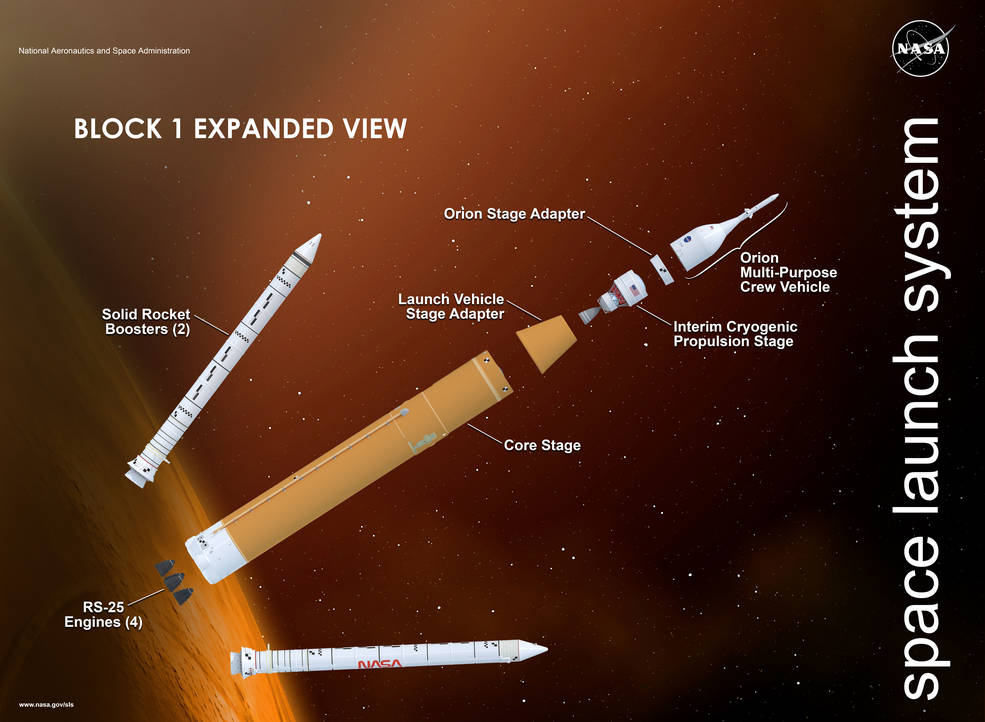 National Aeronautics and Space Administration
NASA
BLOCK 1 EXPANDED VIEW
Orion Stage Adapter
Orion
Multi-Purpose
Crew Vehicle
Launch Vehicle
Stage Adapter
Solid Rocket
Boosters (2)
Interim Cryogenic
Propulsion Stage
Core Stage
RS-25
Engines (4)
NASA
www.nasa.gov/sls
space launch system